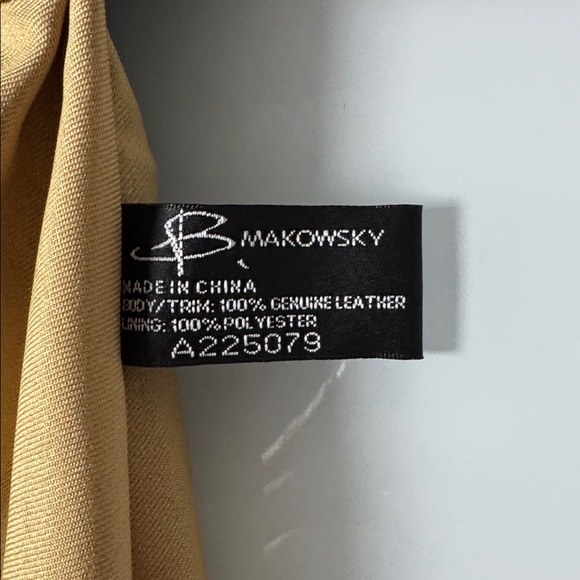 B. MAKOWSKY
MADE IN CHINA
BODY/TRIM: 100% GENUINE LEATHER
LINING: 100% POLYESTER
A225079